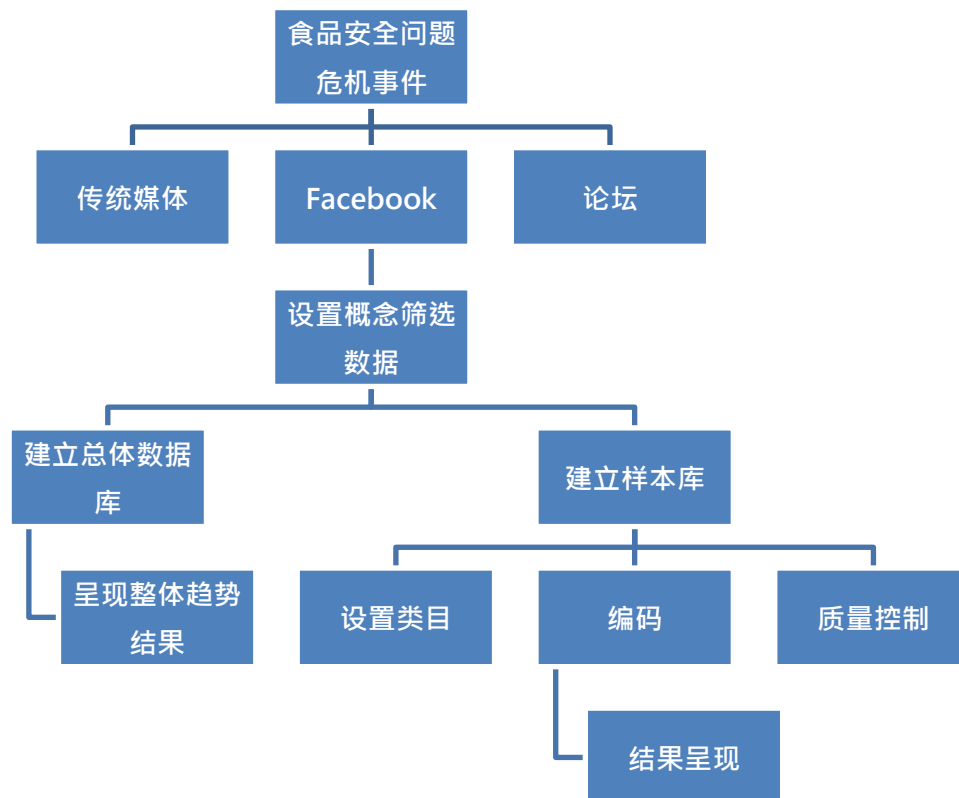 食品安全问题
危机事件
传统媒体
Facebook
论坛
设置概念筛选
数据
建立总体数据
库
建立样本库
呈现整体趋势
结果
设置类目
编码
质量控制
结果呈现